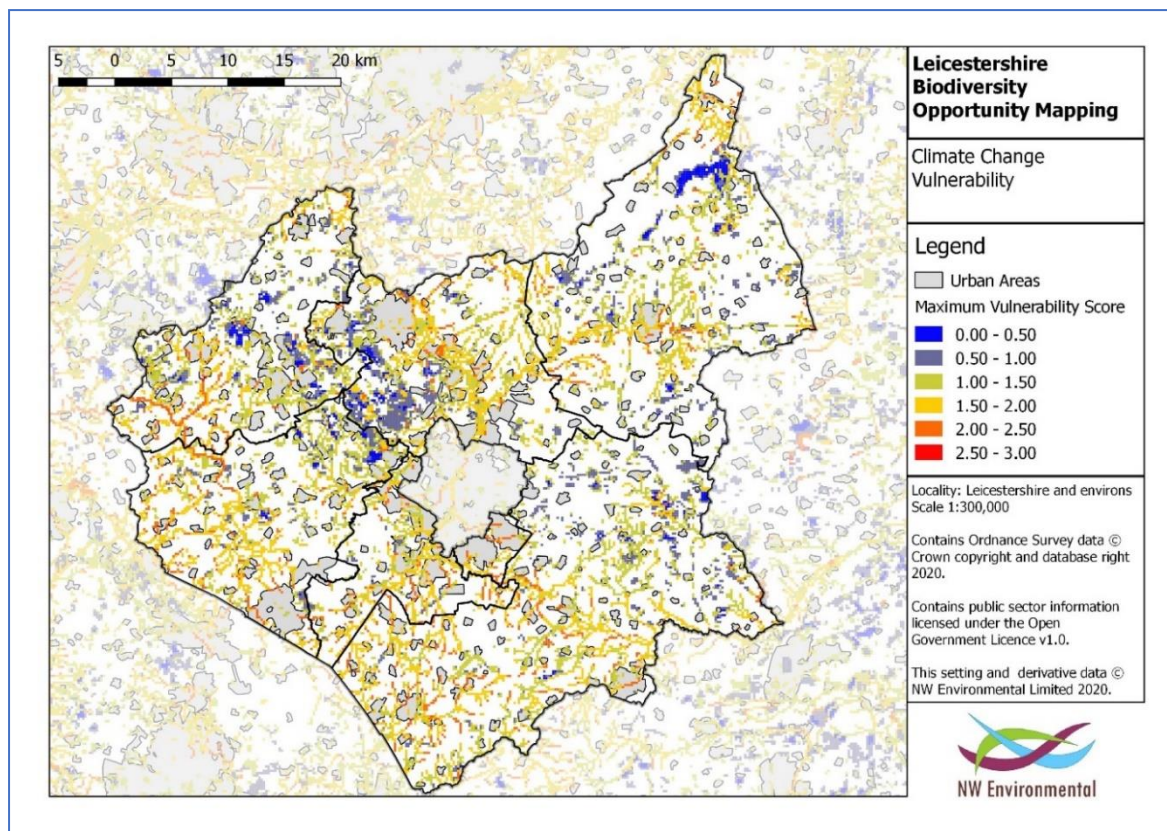 5 0 5 10 15 20 km
Leicestershire
Biodiversity
Opportunity Mapping
Climate Change
Vulnerability
Legend
Urban Areas
Maximum Vulnerability Score
0.00 - 0.50
0.50 - 1.00
1.00 - 1.50
1.50 - 2.00
2.00 - 2.50
2.50 - 3.00
Locality: Leicestershire and environs
Scale 1:300,000
Contains Ordnance Survey data ©
Crown copyright and database right
2020.
Contains public sector information
licensed under the Open
Government Licence v1.0.
This setting and derivative data ©
NW Environmental Limited 2020.
NW Environmental